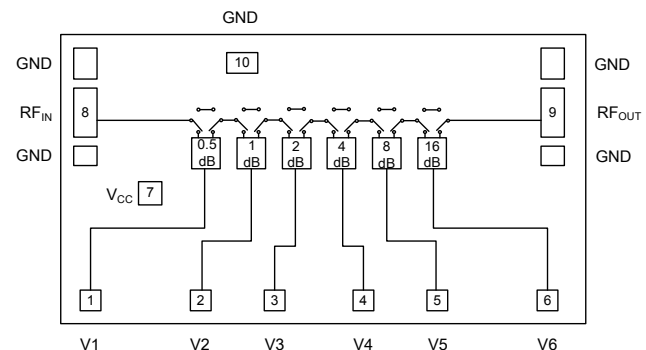 GND
GND
10
GND
RF_IN
8
9
RF_OUT
GND
0.5 dB
1 dB
2 dB
4 dB
8 dB
16 dB
GND
V_CC
7
1
2
3
4
5
6
V1
V2
V3
V4
V5
V6